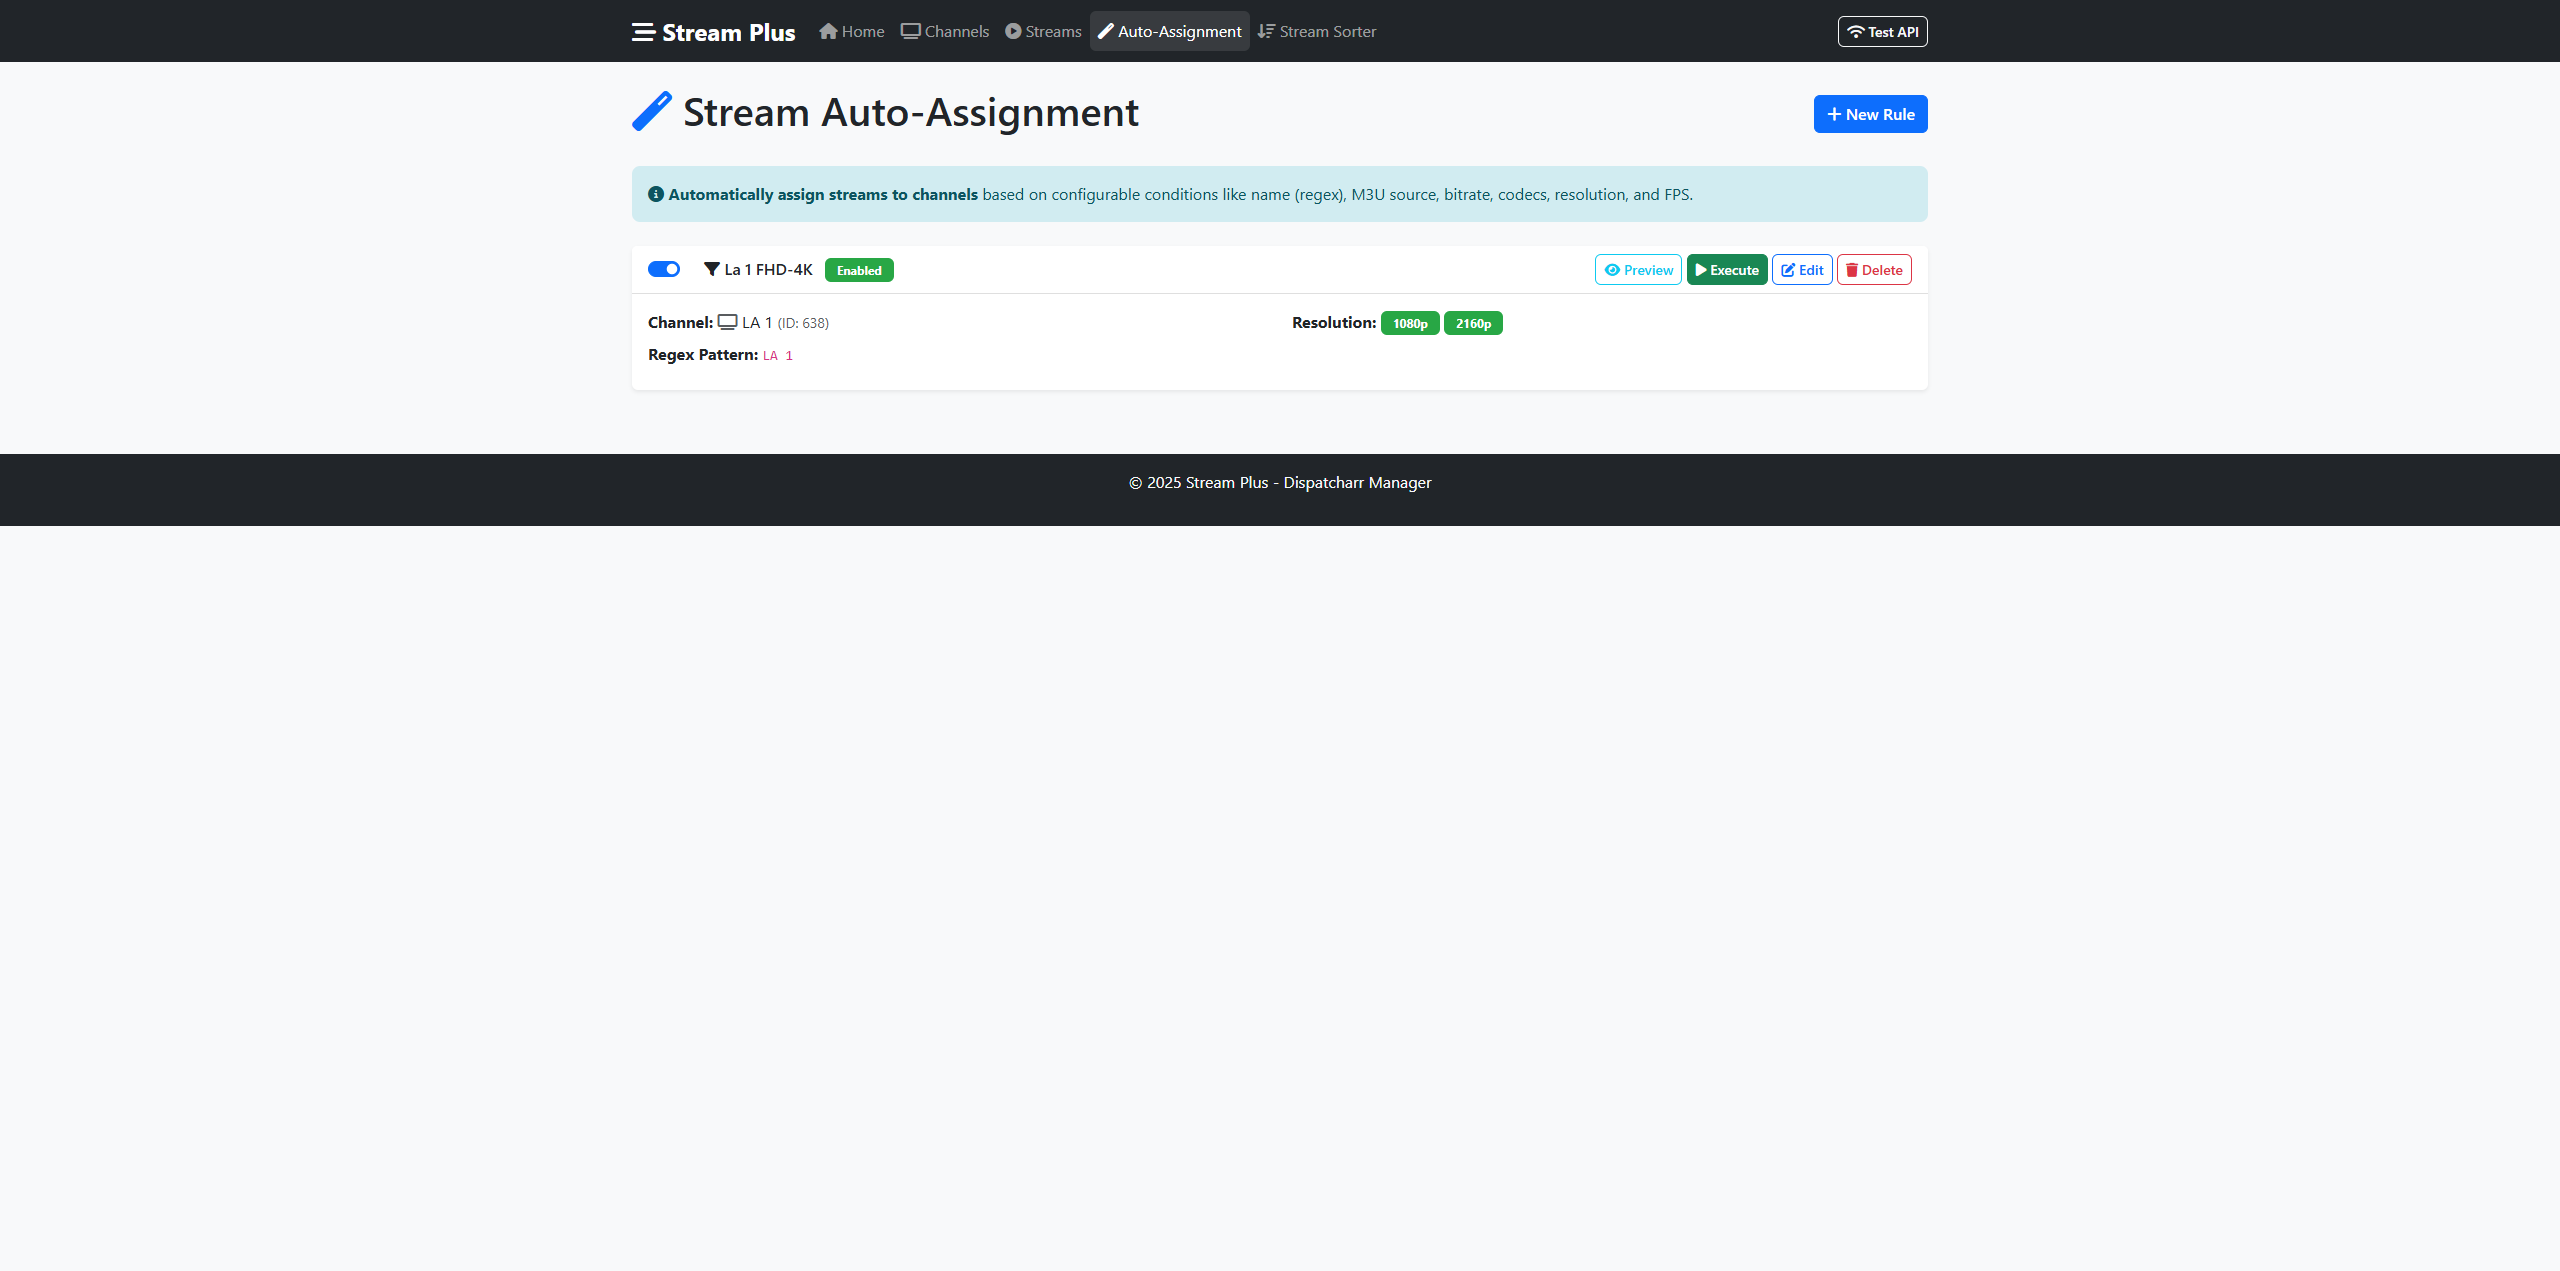 Stream Plus Home Channels Streams Auto-Assignment Stream Sorter Test API
Stream Auto-Assignment New Rule
Automatically assign streams to channels based on configurable conditions like name (regex), M3U source, bitrate, codecs, resolution, and FPS.
La 1 FHD-4K Enabled Preview Execute Edit Delete
Channel: LA 1 (ID: 638) Resolution: 1080p 2160p
Regex Pattern: LA 1
© 2025 Stream Plus - Dispatcharr Manager